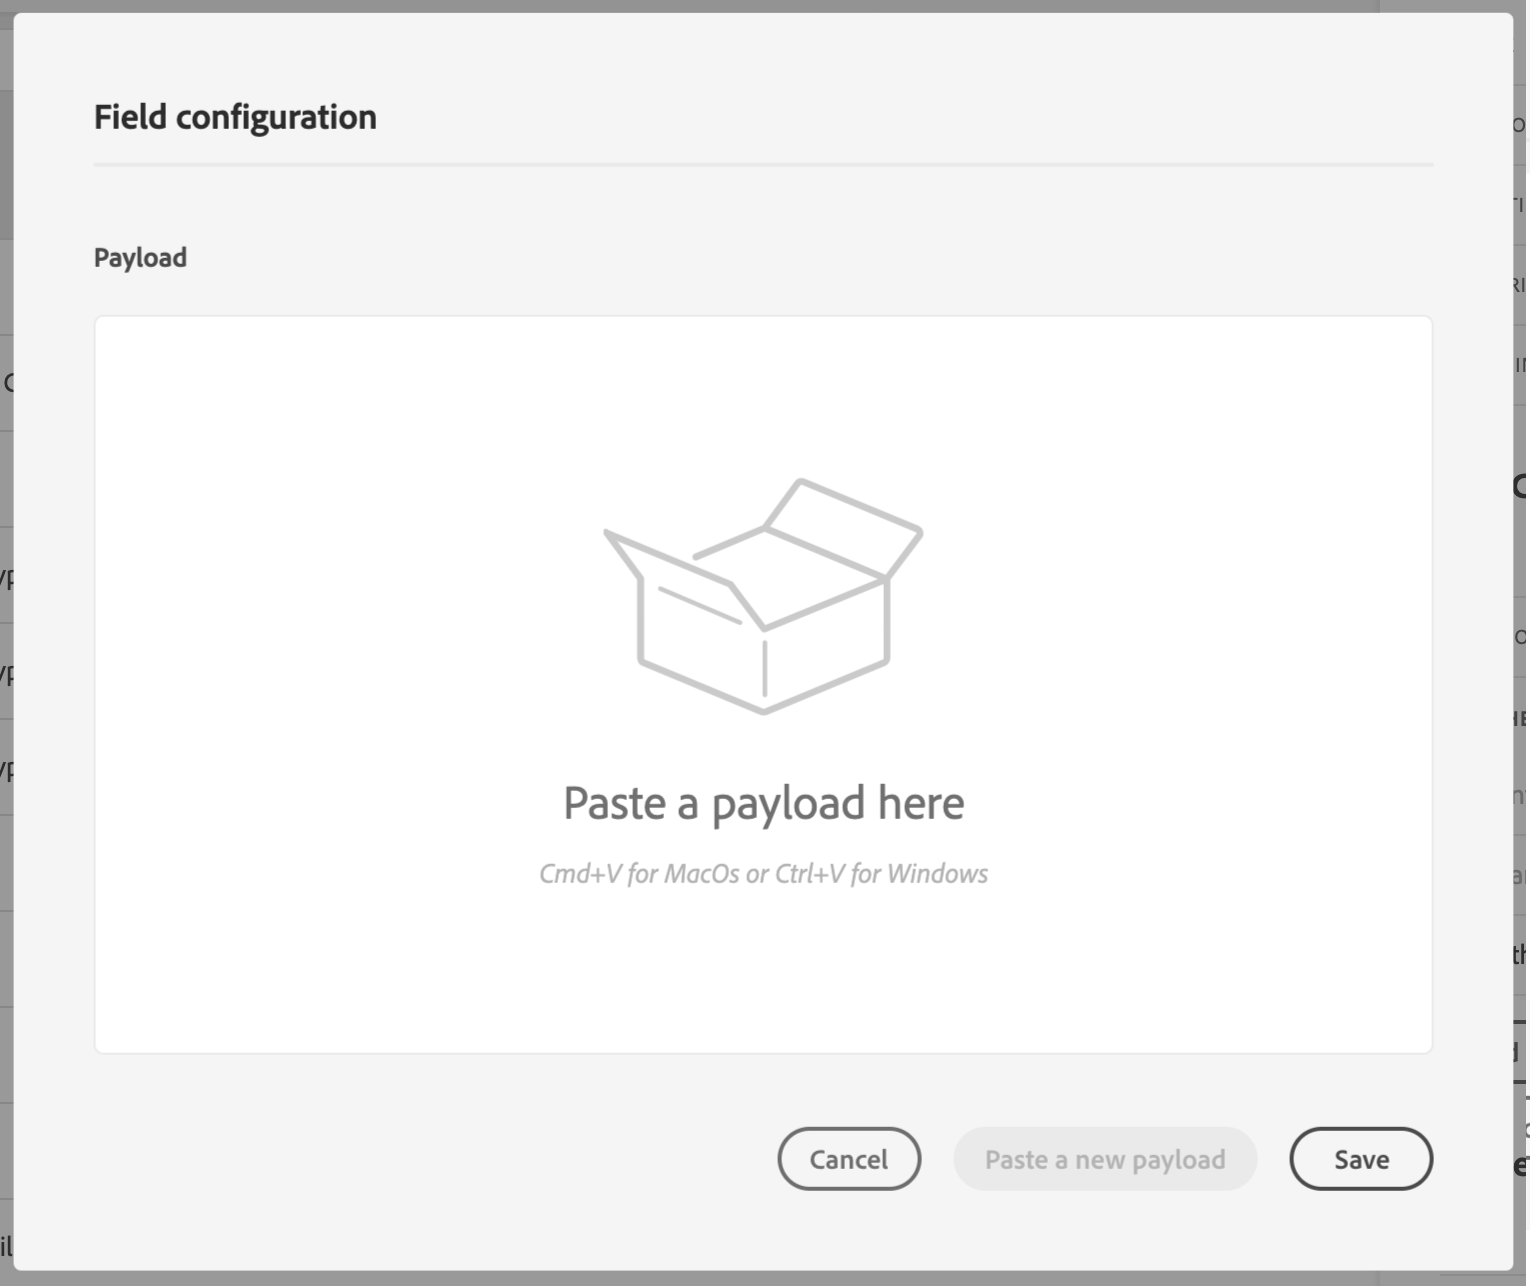 Field configuration
Payload
Paste a payload here
Cmd+V for MacOs or Ctrl+V for Windows
Cancel
Paste a new payload
Save